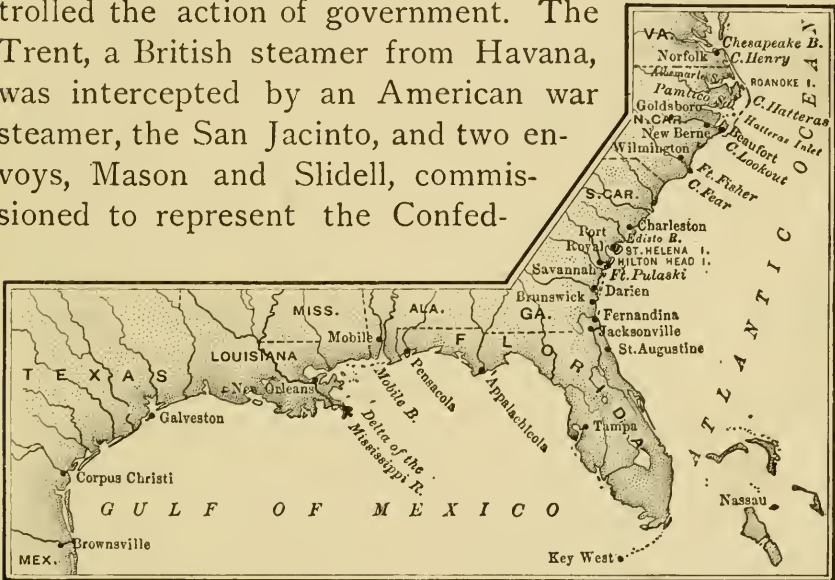 trolled the action of government. The
Trent, a British steamer from Havana,
was intercepted by an American war
steamer, the San Jacinto, and two en-
voys, Mason and Slidell, commis-
sioned to represent the Confed-
VA.
Chesapeake B.
C. Henry
Norfolk
Albemarle S.
ROANOKE I.
Pamlico Sd.
C. Hatteras
Goldsboro
Hatteras Inlet
N. CAR.
New Berne
Beaufort
C. Lookout
Wilmington
Ft. Fisher
C. Fear
S. CAR.
Charleston
Port
Royal
Edisto R.
ST. HELENA I.
HILTON HEAD I.
Savannah
Ft. Pulaski
Darien
Brunswick
GA.
Fernandina
Jacksonville
St. Augustine
ATLANTIC OCEAN
MISS.
ALA.
Mobile
FLORIDA
LOUISIANA
TEXAS
New Orleans
Mobile B.
Pensacola
Appalachicola
Delta of the
Mississippi R.
Galveston
Tampa
Corpus Christi
GULF OF MEXICO
Nassau
Brownsville
MEX.
Key West